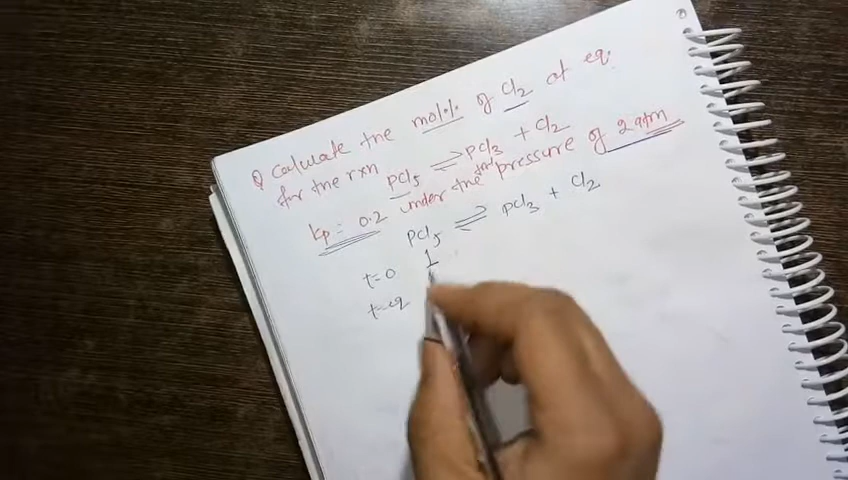 Q Calculate the mol% of Cl2 at eq.
for the rxn PCl5 ⇌ PCl3 + Cl2
kp = 0.2 under the total pressure of 2 atm
PCl5 ⇌ PCl3 + Cl2
t=0 1
t=eq